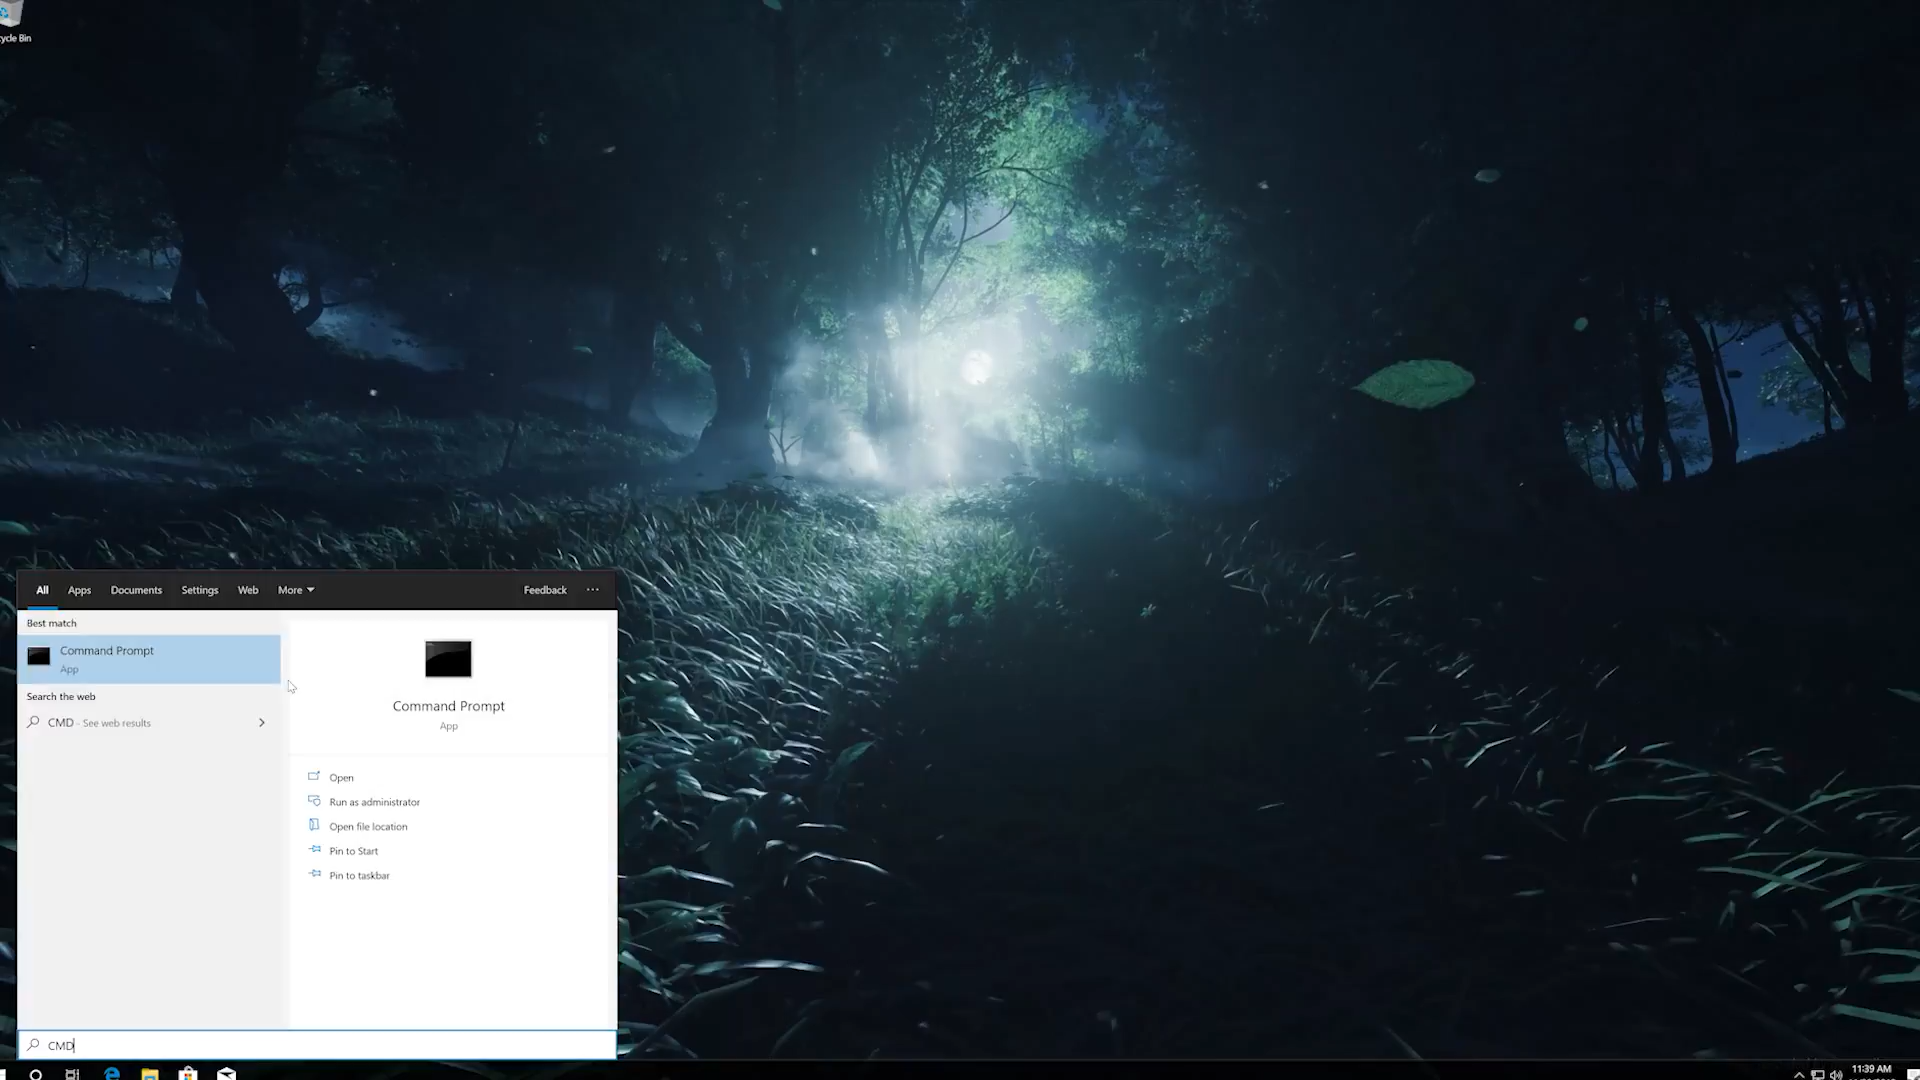 cycle Bin
All Apps Documents Settings Web More Feedback ...
Best match
Command Prompt
App
Search the web
CMD - See web results
Command Prompt
App
Open
Run as administrator
Open file location
Pin to Start
Pin to taskbar
CMD
11:39 AM